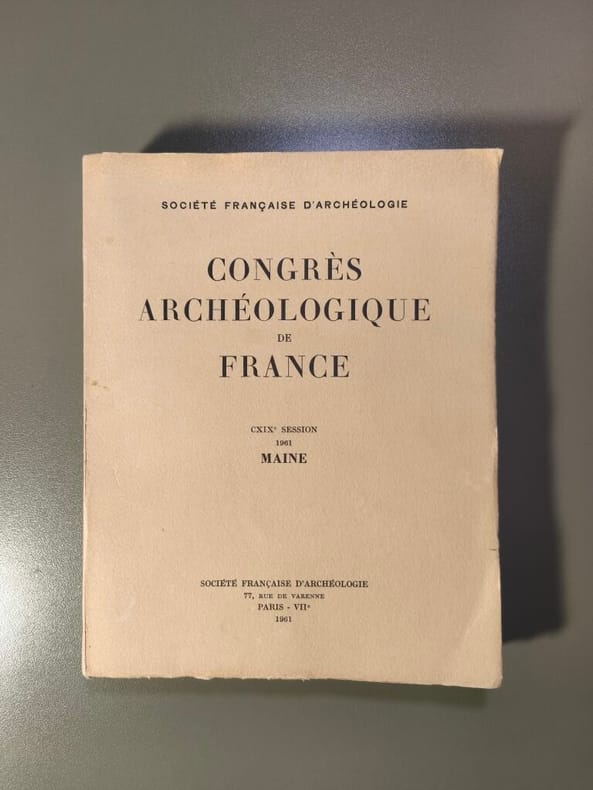 SOCIÉTÉ FRANÇAISE D'ARCHÉOLOGIE
CONGRÈS
ARCHÉOLOGIQUE
DE
FRANCE
CXIXᵉ SESSION
1961
MAINE
SOCIÉTÉ FRANÇAISE D'ARCHÉOLOGIE
77, RUE DE VARENNE
PARIS - VIIᵉ
1961